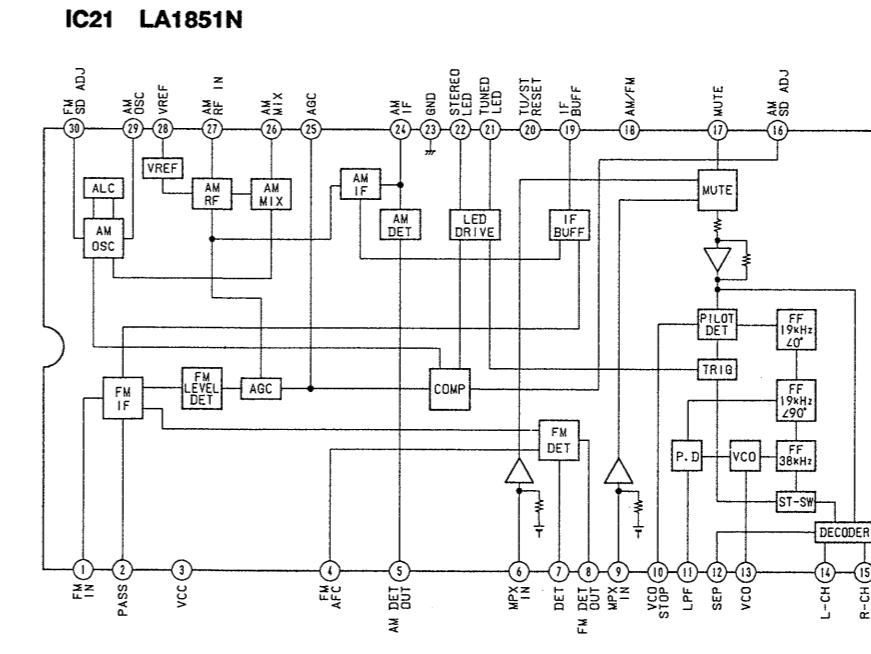 IC21 LA1851N
FM
SD ADJ
AM
OSC
VREF
AM
RF IN
AM
MIX
AGC
AM
IF
GND
STEREO
LED
TUNED
LED
TU/ST
RESET
IF
BUFF
AM/FM
MUTE
AM
SD ADJ
30
29
28
27
26
25
24
23
22
21
20
19
18
17
16
VREF
ALC
AM
OSC
AM
RF
AM
MIX
AM
IF
AM
DET
LED
DRIVE
IF
BUFF
MUTE
PILOT
DET
FF
19kHz
∠0°
TRIG
FM
IF
FM
LEVEL
DET
AGC
COMP
FF
19kHz
∠90°
FM
DET
P.D
VCO
FF
38kHz
ST-SW
DECODER
1
2
3
4
5
6
7
8
9
10
11
12
13
14
15
FM
IN
PASS
VCC
FM
AFC
AM DET
OUT
MPX
IN
DET
FM DET
OUT
MPX
IN
VCO
STOP
LPF
SEP
VCO
L-CH
R-CH